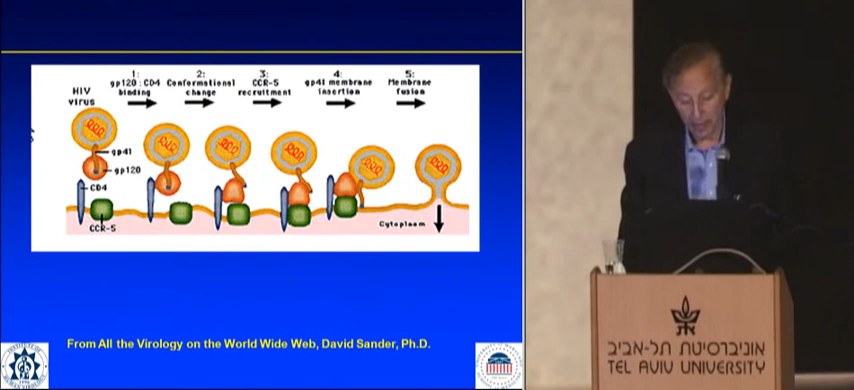 HIV
virus
1:
gp120 : CD4
binding
2:
Conformational
change
3:
CCR-5
recruitment
4:
gp41 membrane
insertion
5:
Membrane
fusion
gp41
gp120
CD4
CCR-5
Cytoplasm
From All the Virology on the World Wide Web, David Sander, Ph.D.
אוניברסיטת תל-אביב
TEL AVIV UNIVERSITY